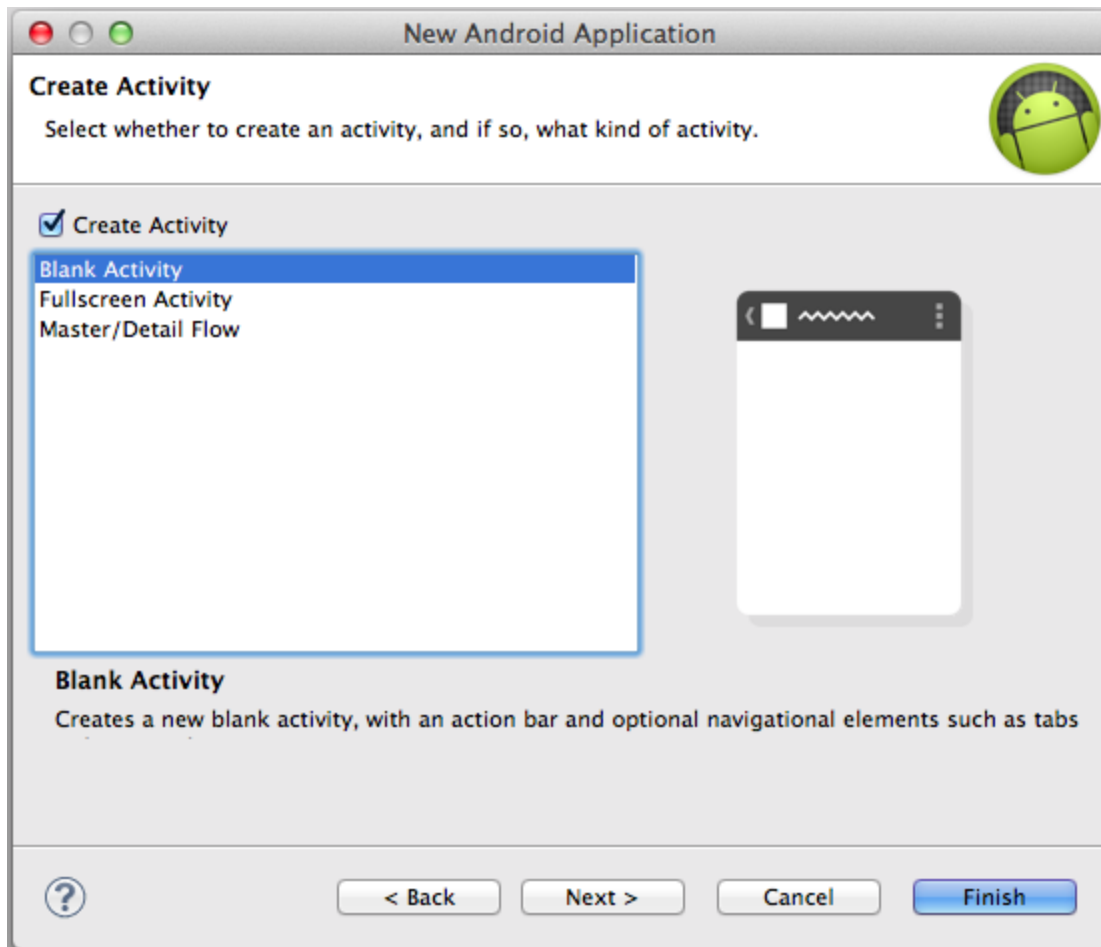 New Android Application
Create Activity
Select whether to create an activity, and if so, what kind of activity.
Create Activity
Blank Activity
Fullscreen Activity
Master/Detail Flow
Blank Activity
Creates a new blank activity, with an action bar and optional navigational elements such as tabs
?
< Back
Next >
Cancel
Finish